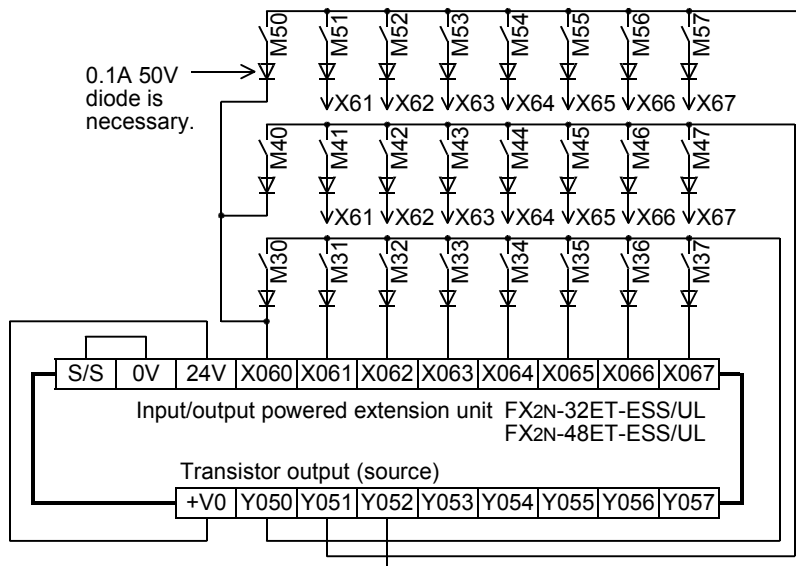 M50 M51 M52 M53 M54 M55 M56 M57
0.1A 50V
diode is
necessary.
X61 X62 X63 X64 X65 X66 X67
M40 M41 M42 M43 M44 M45 M46 M47
X61 X62 X63 X64 X65 X66 X67
M30 M31 M32 M33 M34 M35 M36 M37
S/S 0V 24V X060 X061 X062 X063 X064 X065 X066 X067
Input/output powered extension unit FX2N-32ET-ESS/UL
FX2N-48ET-ESS/UL
Transistor output (source)
+V0 Y050 Y051 Y052 Y053 Y054 Y055 Y056 Y057